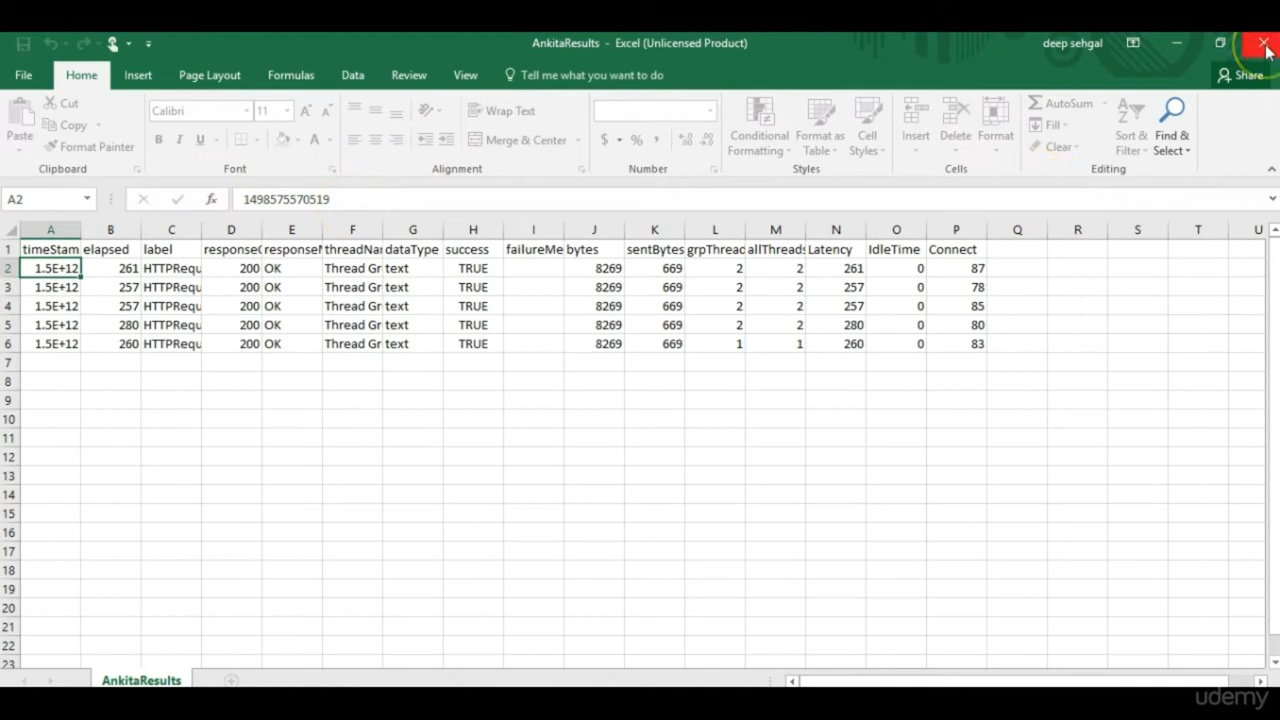 AnkitaResults - Excel (Unlicensed Product)
deep sehgal
File Home Insert Page Layout Formulas Data Review View Tell me what you want to do
Share
Cut
Calibri 11
Wrap Text
AutoSum
Copy
Fill
Paste
Format Painter
B I U
Merge & Center
$ % ,
Conditional Formatting
Format as Table
Cell Styles
Insert
Delete
Format
Clear
Sort & Filter
Find & Select
Clipboard Font Alignment Number Styles Cells Editing
A2 fx 1498575570519
A B C D E F G H I J K L M N O P Q R S T U
1 timeStam elapsed label response responseM threadNa dataType success failureMe bytes sentBytes grpThread allThreads Latency IdleTime Connect
2 1.5E+12 261 HTTPRequ 200 OK Thread Gr text TRUE 8269 669 2 2 261 0 87
3 1.5E+12 257 HTTPRequ 200 OK Thread Gr text TRUE 8269 669 2 2 257 0 78
4 1.5E+12 257 HTTPRequ 200 OK Thread Gr text TRUE 8269 669 2 2 257 0 85
5 1.5E+12 280 HTTPRequ 200 OK Thread Gr text TRUE 8269 669 2 2 280 0 80
6 1.5E+12 260 HTTPRequ 200 OK Thread Gr text TRUE 8269 669 1 1 260 0 83
7
8
9
10
11
12
13
14
15
16
17
18
19
20
21
22
23
AnkitaResults
udemy